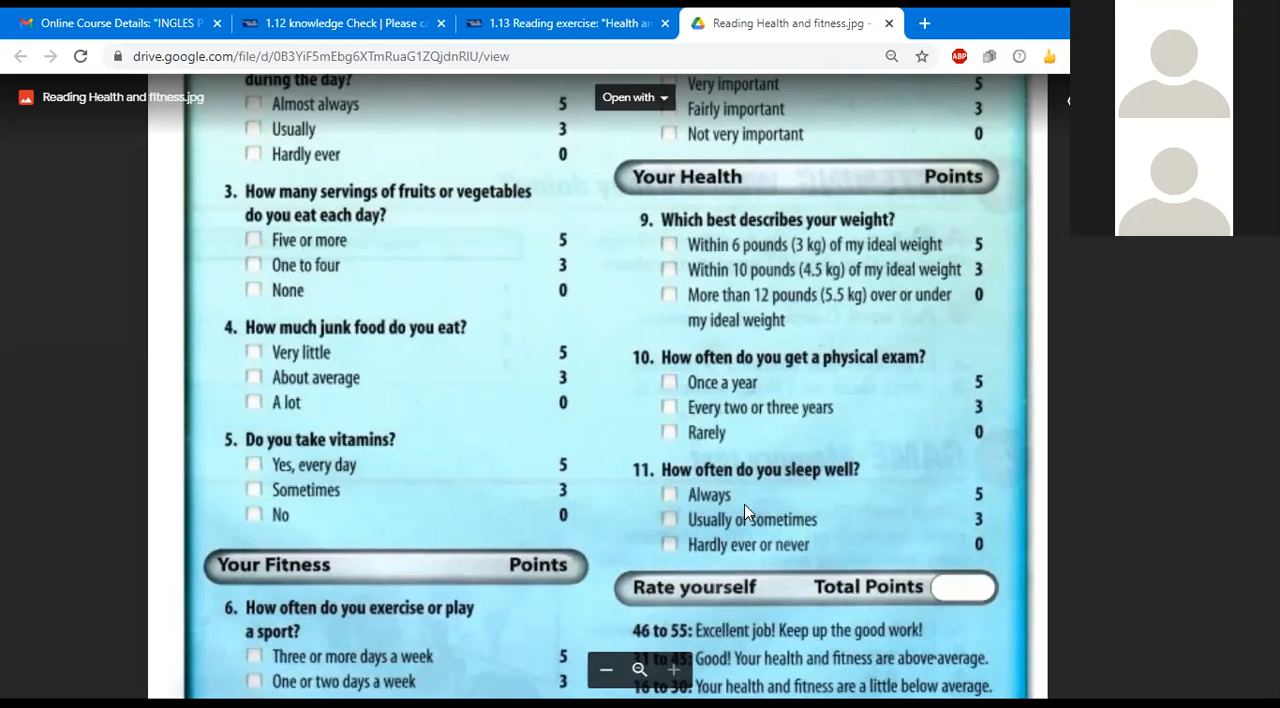 Online Course Details: "INGLES P
1.12 knowledge Check | Please c
1.13 Reading exercise: "Health an
Reading Health and fitness.jpg -
drive.google.com/file/d/0B3YiF5mEbg6XTmRuaG1ZQjdnRlU/view
ABP
Reading Health and fitness.jpg
Open with
during the day?
Almost always 5
Usually 3
Hardly ever 0
3. How many servings of fruits or vegetables
do you eat each day?
Five or more 5
One to four 3
None 0
4. How much junk food do you eat?
Very little 5
About average 3
A lot 0
5. Do you take vitamins?
Yes, every day 5
Sometimes 3
No 0
Your Fitness Points
6. How often do you exercise or play
a sport?
Three or more days a week 5
One or two days a week 3
Very important 5
Fairly important 3
Not very important 0
Your Health Points
9. Which best describes your weight?
Within 6 pounds (3 kg) of my ideal weight 5
Within 10 pounds (4.5 kg) of my ideal weight 3
More than 12 pounds (5.5 kg) over or under 0
my ideal weight
10. How often do you get a physical exam?
Once a year 5
Every two or three years 3
Rarely 0
11. How often do you sleep well?
Always 5
Usually or sometimes 3
Hardly ever or never 0
Rate yourself Total Points
46 to 55: Excellent job! Keep up the good work!
31 to 45: Good! Your health and fitness are above average.
16 to 30: Your health and fitness are a little below average.